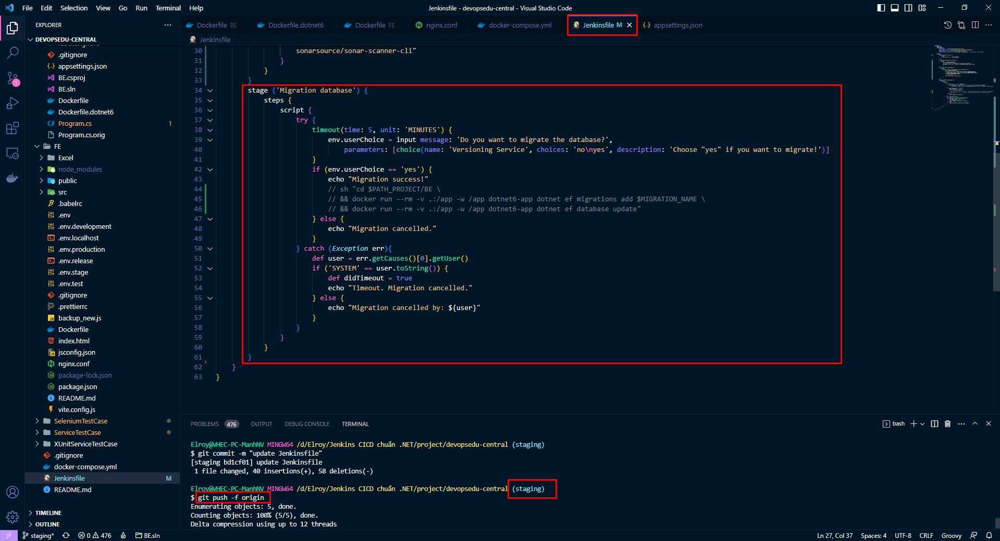 File Edit Selection View Go Run Terminal Help
Jenkinsfile - devopsedu-central - Visual Studio Code
EXPLORER
DEVOPSEDU-CENTRAL
.gitignore
appsettings.json
BE.csproj
BE.sln
Dockerfile
Dockerfile.dotnet6
Program.cs 1
Program.cs.orig
FE
Excel
node_modules
public
src
.babelrc
.env
.env.development
.env.localhost
.env.production
.env.release
.env.stage
.env.test
.gitignore
.prettierrc
backup_new.js
Dockerfile
index.html
jsconfig.json
nginx.conf
package-lock.json
package.json
README.md
vite.config.js
SeleniumTestCase
ServiceTestCase
XUnitServiceTestCase
.gitignore
docker-compose.yml
Jenkinsfile M
README.md
TIMELINE
OUTLINE
Dockerfile BE
Dockerfile.dotnet6
Dockerfile FE
nginx.conf
docker-compose.yml
Jenkinsfile M
appsettings.json
Jenkinsfile
30 sonarsource/sonar-scanner-cli"
31 }
32 }
33 }
34 stage ('Migration database') {
35 steps {
36 script {
37 try {
38 timeout(time: 5, unit: 'MINUTES') {
39 env.userChoice = input message: 'Do you want to migrate the database?',
40 parameters: [choice(name: 'Versioning Service', choices: 'no\nyes', description: 'Choose "yes" if you want to migrate!')]
41 }
42 if (env.userChoice == 'yes') {
43 echo "Migration success!"
44 // sh "cd $PATH_PROJECT/BE \
45 // && docker run --rm -v .:/app -w /app dotnet6-app dotnet ef migrations add $MIGRATION_NAME \
46 // && docker run --rm -v .:/app -w /app dotnet6-app dotnet ef database update"
47 } else {
48 echo "Migration cancelled."
49 }
50 } catch (Exception err){
51 def user = err.getCauses()[0].getUser()
52 if ('SYSTEM' == user.toString()) {
53 def didTimeout = true
54 echo "Timeout. Migration cancelled."
55 } else {
56 echo "Migration cancelled by: ${user}"
57 }
58 }
59 }
60 }
61 }
62 }
63 }
PROBLEMS 476 OUTPUT DEBUG CONSOLE TERMINAL
bash
Elroy@VHEC-PC-ManhNV MINGW64 /d/Elroy/Jenkins CICD chuẩn .NET/project/devopsedu-central (staging)
$ git commit -m "update Jenkinsfile"
[staging bd1cf01] update Jenkinsfile
1 file changed, 40 insertions(+), 58 deletions(-)
Elroy@VHEC-PC-ManhNV MINGW64 /d/Elroy/Jenkins CICD chuẩn .NET/project/devopsedu-central (staging)
$ git push -f origin
Enumerating objects: 5, done.
Counting objects: 100% (5/5), done.
Delta compression using up to 12 threads
staging* 0 476 BE.sln
Ln 27, Col 37 Spaces: 4 UTF-8 CRLF Groovy
1